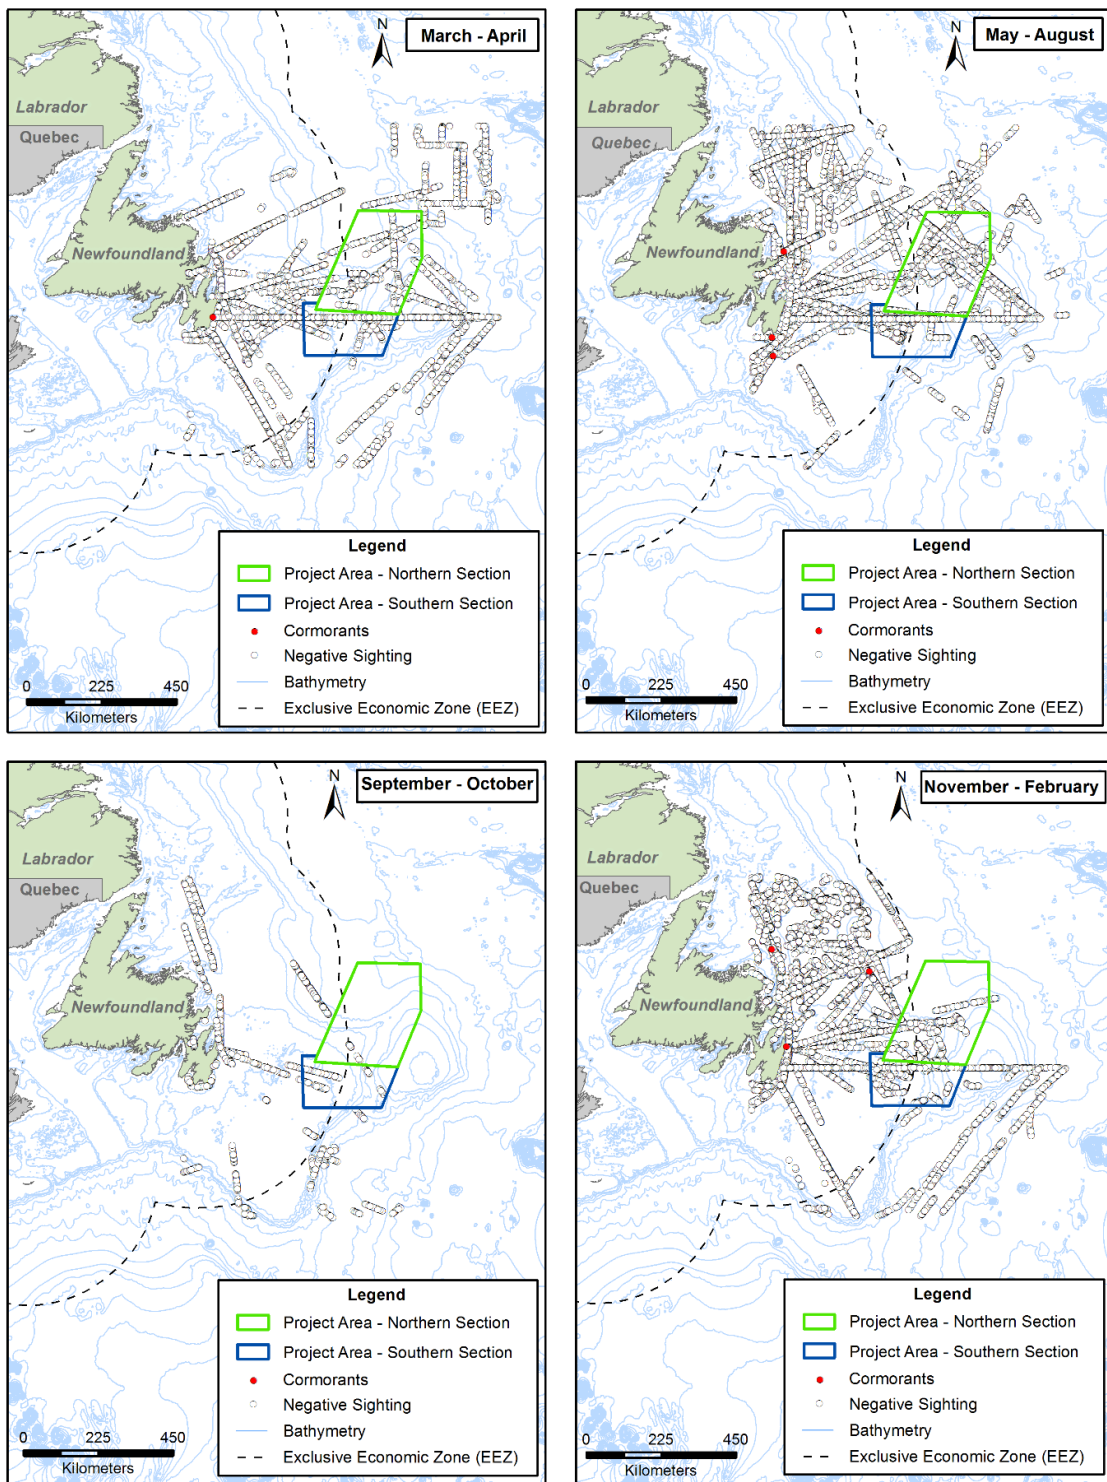 N
March - April
Labrador
Quebec
Newfoundland
Legend
Project Area - Northern Section
Project Area - Southern Section
Cormorants
Negative Sighting
Bathymetry
Exclusive Economic Zone (EEZ)
0 225 450
Kilometers
N
May - August
Labrador
Quebec
Newfoundland
Legend
Project Area - Northern Section
Project Area - Southern Section
Cormorants
Negative Sighting
Bathymetry
Exclusive Economic Zone (EEZ)
0 225 450
Kilometers
September - October
N
Labrador
Quebec
Newfoundland
Legend
Project Area - Northern Section
Project Area - Southern Section
Cormorants
Negative Sighting
Bathymetry
Exclusive Economic Zone (EEZ)
0 225 450
Kilometers
N
November - February
Labrador
Quebec
Newfoundland
Legend
Project Area - Northern Section
Project Area - Southern Section
Cormorants
Negative Sighting
Bathymetry
Exclusive Economic Zone (EEZ)
0 225 450
Kilometers